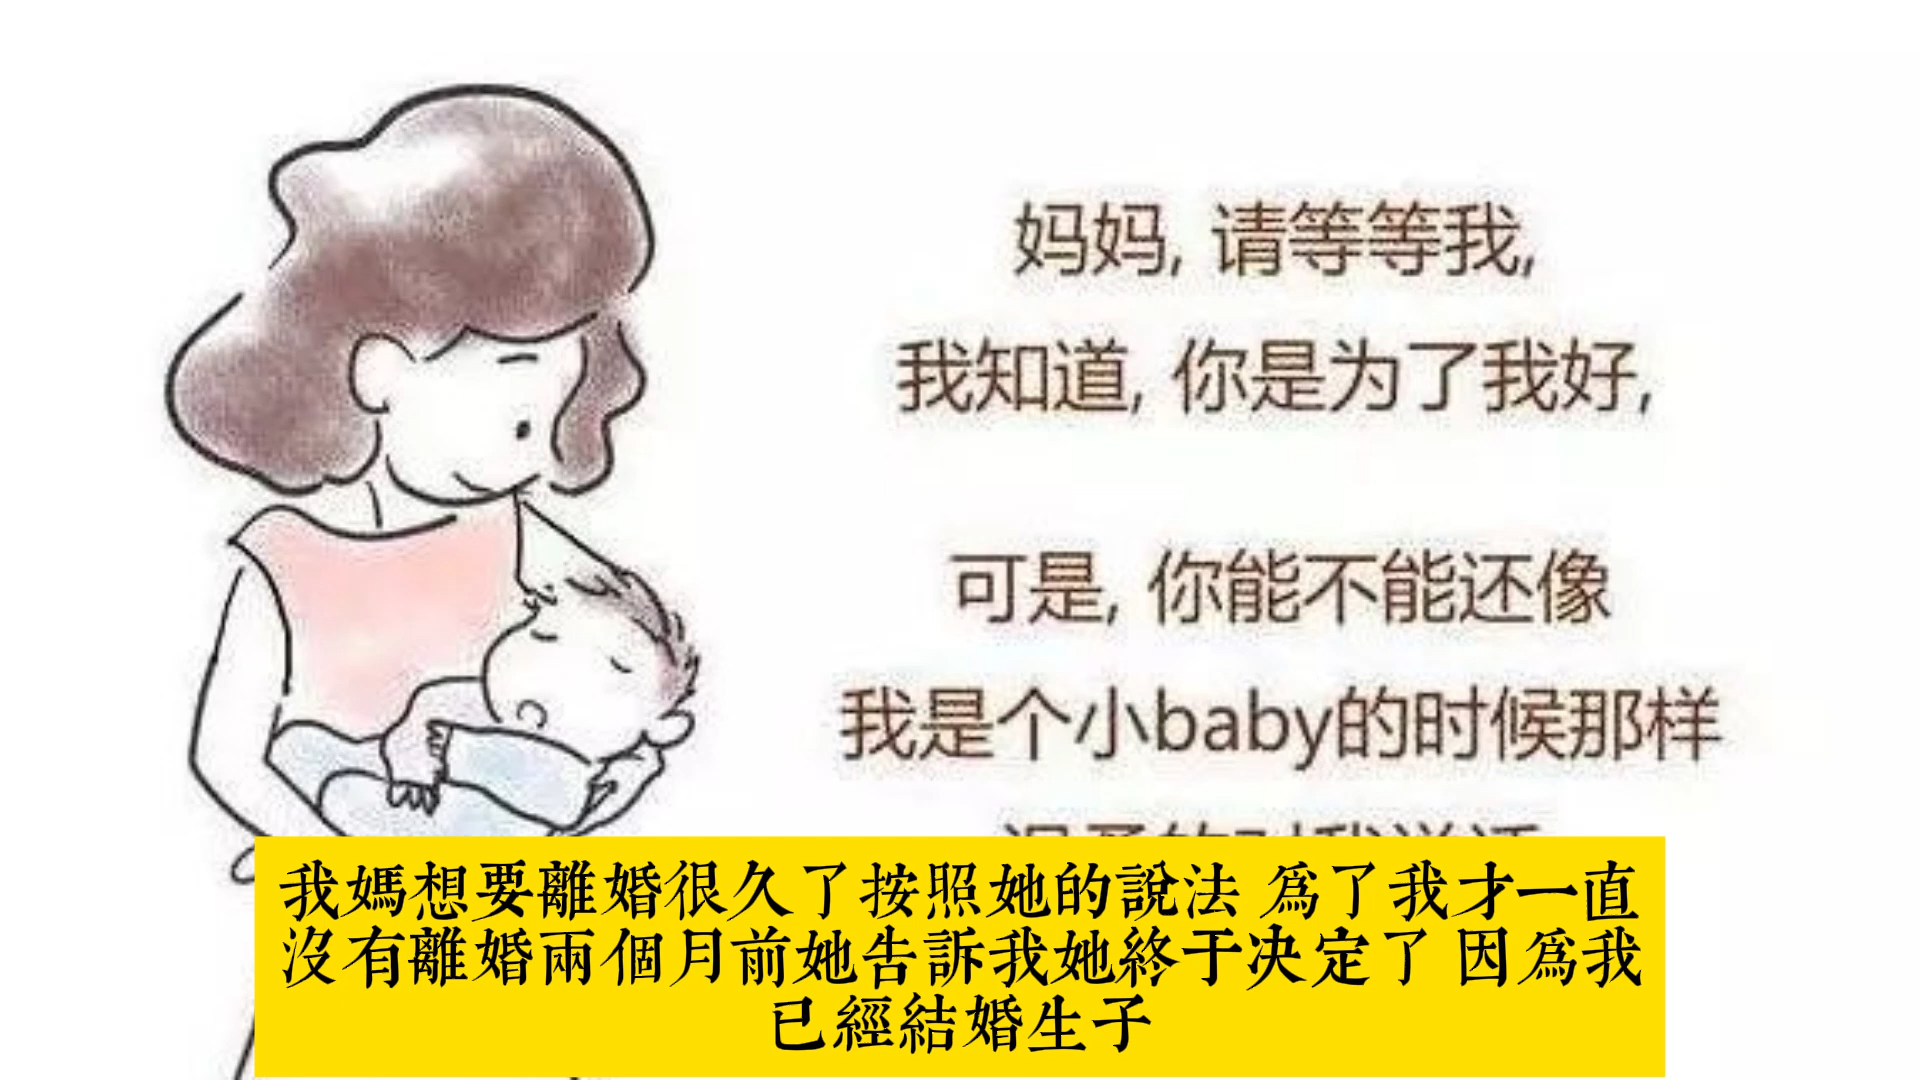 妈妈, 请等等我,
我知道, 你是为了我好,
可是, 你能不能还像
我是个小baby的时候那样
我媽想要離婚很久了按照她的說法 爲了我才一直
沒有離婚兩個月前她告訴我她終于决定了 因爲我
已經結婚生子